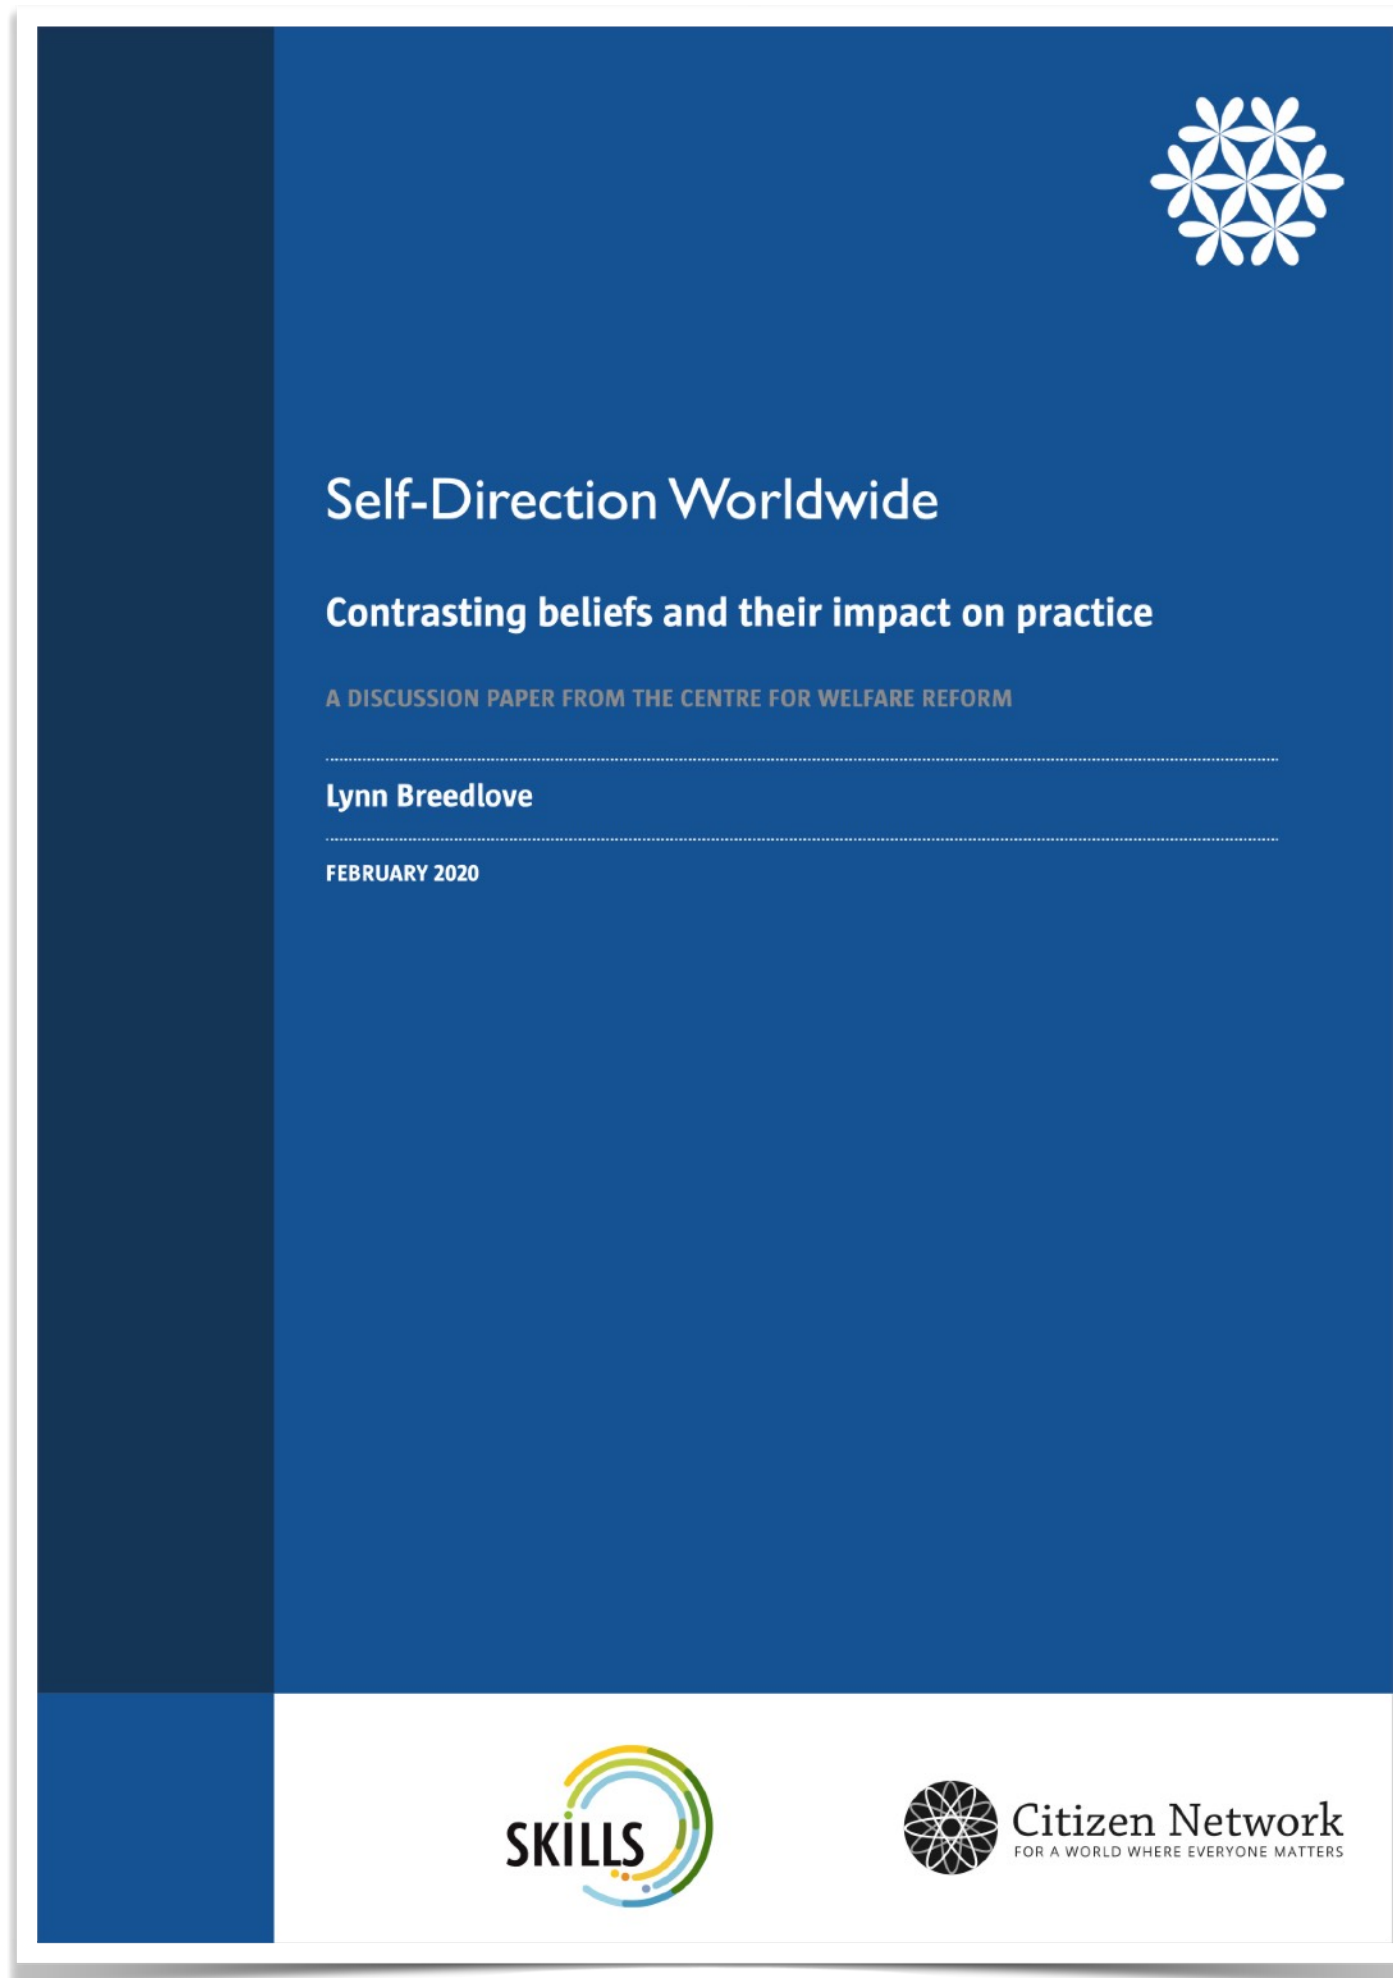 Self-Direction Worldwide
Contrasting beliefs and their impact on practice
A DISCUSSION PAPER FROM THE CENTRE FOR WELFARE REFORM
Lynn Breedlove
FEBRUARY 2020
SKILLS
Citizen Network
FOR A WORLD WHERE EVERYONE MATTERS